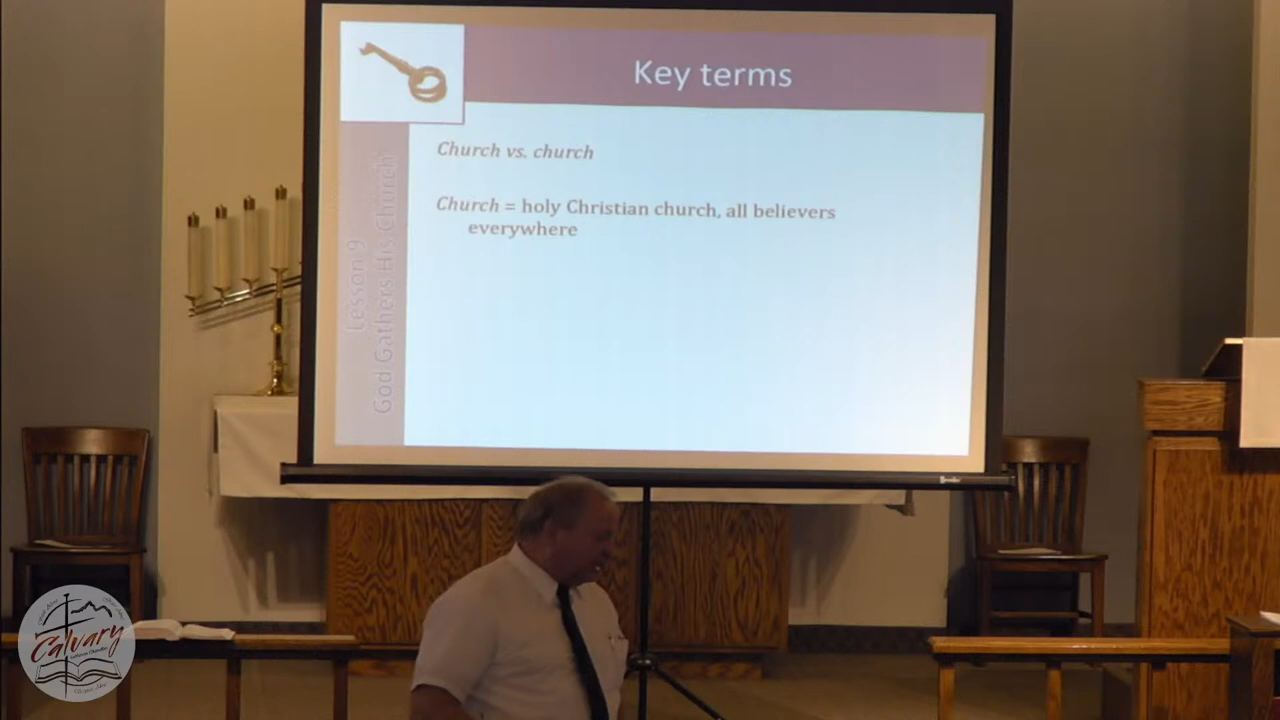 Key terms
Church vs. church
Church = holy Christian church, all believers
everywhere
Lesson 9
God Gathers His Church
Calvary